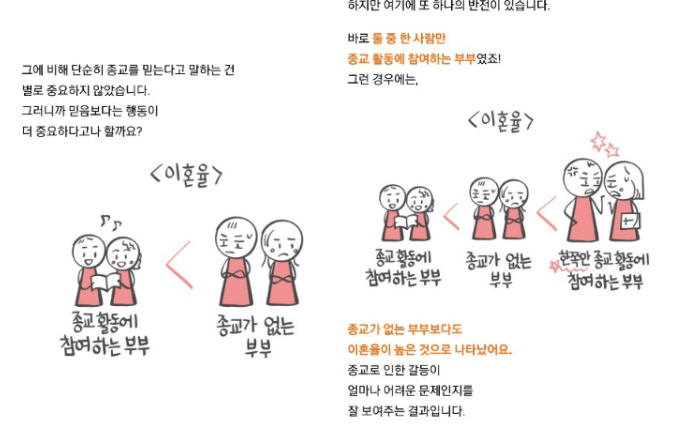 그에 비해 단순히 종교를 믿는다고 말하는 건
별로 중요하지 않았습니다.
그러니까 믿음보다는 행동이
더 중요하다고나 할까요?
<이혼율>
<
종교 활동에
참여하는 부부
종교가 없는
부부
하지만 여기에 또 하나의 반전이 있습니다.
바로 둘 중 한 사람만
종교 활동에 참여하는 부부였죠!
그런 경우에는,
<이혼율>
< <
종교 활동에
참여하는 부부
종교가 없는
부부
한쪽만 종교 활동에
참여하는 부부
종교가 없는 부부보다도
이혼율이 높은 것으로 나타났어요.
종교로 인한 갈등이
얼마나 어려운 문제인지를
잘 보여주는 결과입니다.